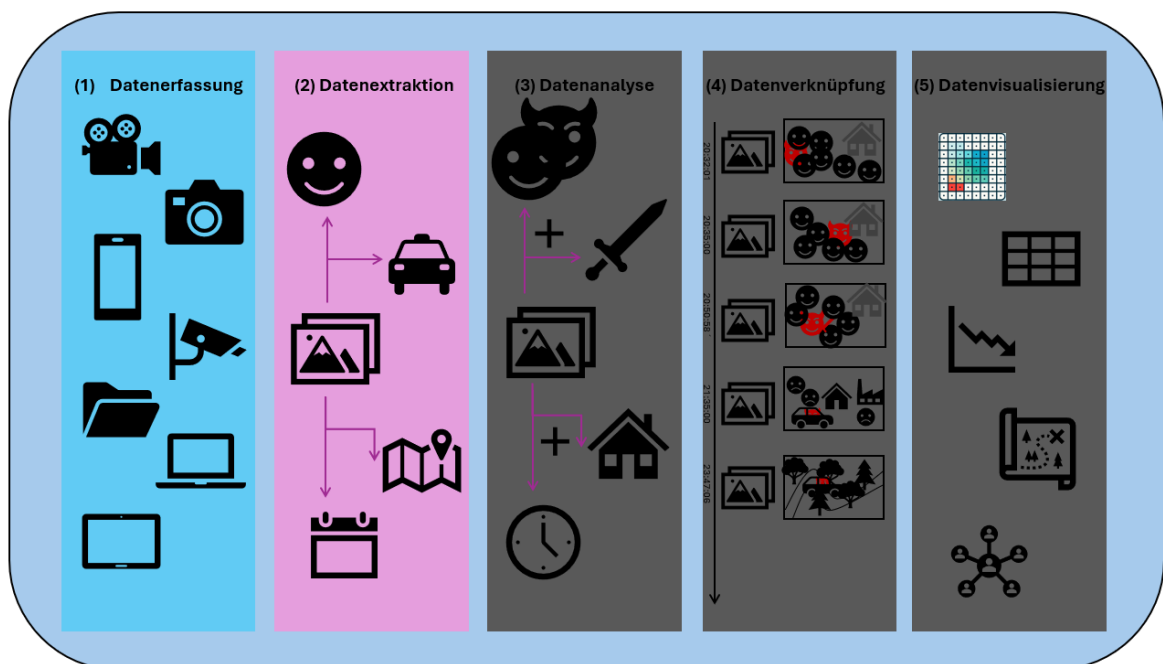 (1) Datenerfassung
(2) Datenextraktion
(3) Datenanalyse
(4) Datenverknüpfung
(5) Datenvisualisierung
20:32:01
20:35:00
20:50:58
21:35:00
23:47:06